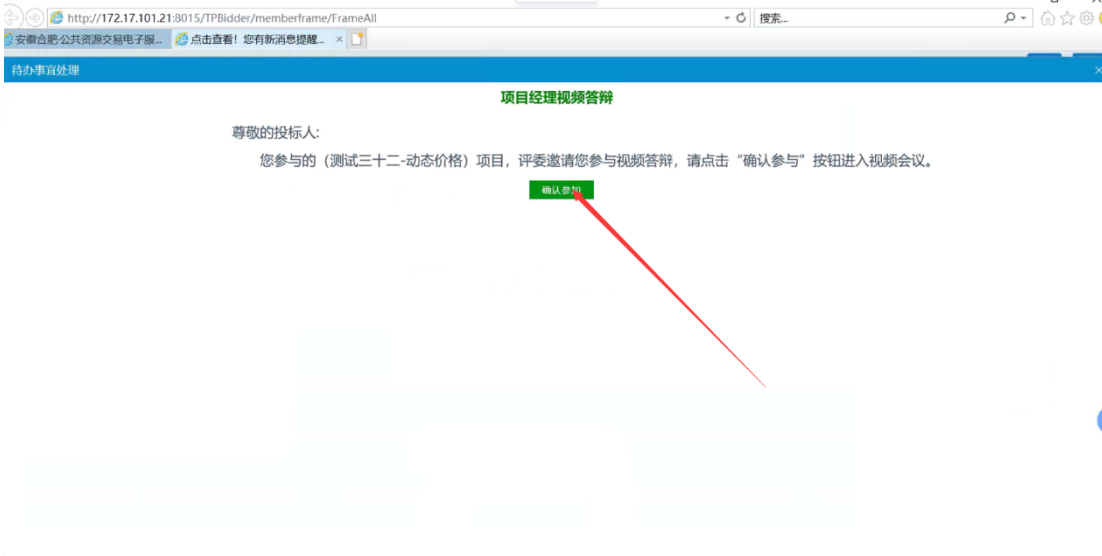 http://172.17.101.21:8015/TPBidder/memberframe/FrameAll
搜索...
安徽合肥公共资源交易电子服...
点击查看！您有新消息提醒...
待办事宜处理
项目经理视频答辩
尊敬的投标人:
您参与的（测试三十二-动态价格）项目，评委邀请您参与视频答辩，请点击“确认参与”按钮进入视频会议。
确认参加